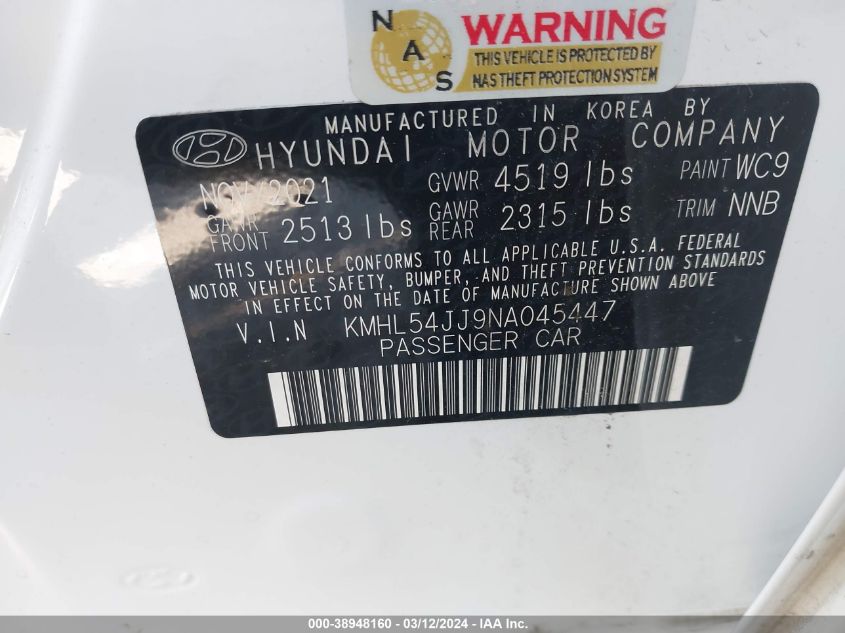 N A S WARNING
THIS VEHICLE IS PROTECTED BY
NAS THEFT PROTECTION SYSTEM
MANUFACTURED IN KOREA BY
HYUNDAI MOTOR COMPANY
NOV/2021 GVWR 4519 lbs PAINT WC9
GAWR FRONT 2513 lbs GAWR REAR 2315 lbs TRIM NNB
THIS VEHICLE CONFORMS TO ALL APPLICABLE U.S.A. FEDERAL
MOTOR VEHICLE SAFETY, BUMPER, AND THEFT PREVENTION STANDARDS
IN EFFECT ON THE DATE OF MANUFACTURE SHOWN ABOVE
V.I.N KMHL54JJ9NA045447
PASSENGER CAR
000-38948160 - 03/12/2024 - IAA Inc.